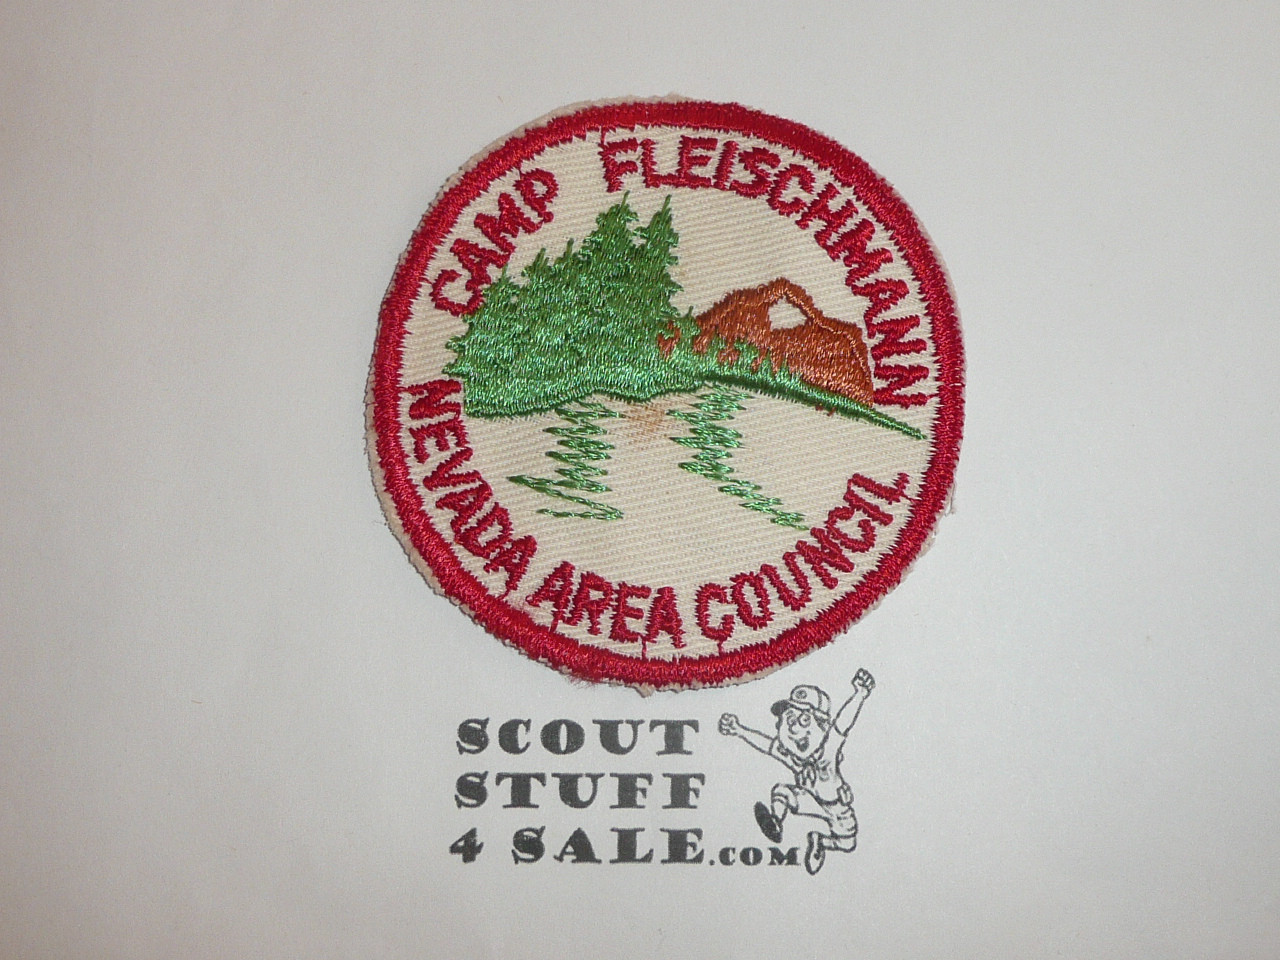 CAMP FLEISCHMANN
NEVADA AREA COUNCIL
SCOUT
STUFF
4 SALE.COM